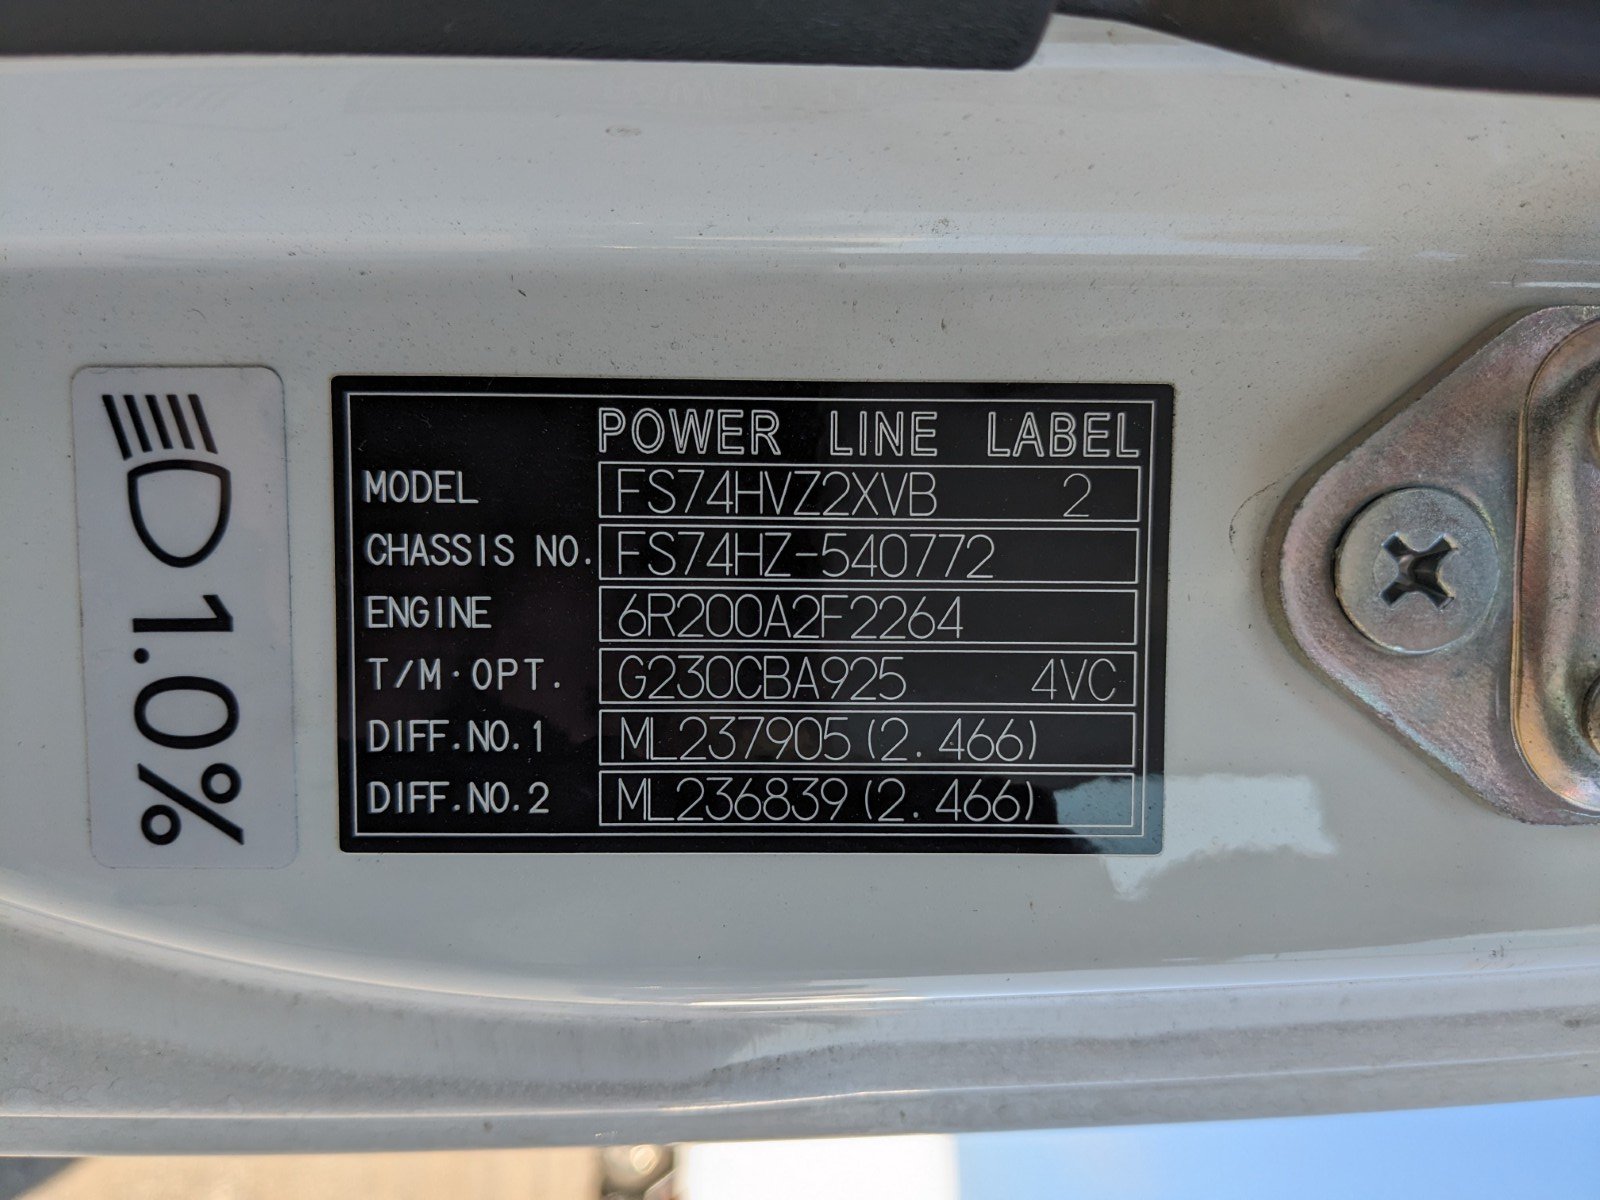 POWER LINE LABEL
MODEL FS74HVZ2XVB 2
CHASSIS NO. FS74HZ-540772
ENGINE 6R200A2F2264
T/M·OPT. G230CBA925 4VC
DIFF.NO.1 ML237905(2.466)
DIFF.NO.2 ML236839(2.466)
1.0%